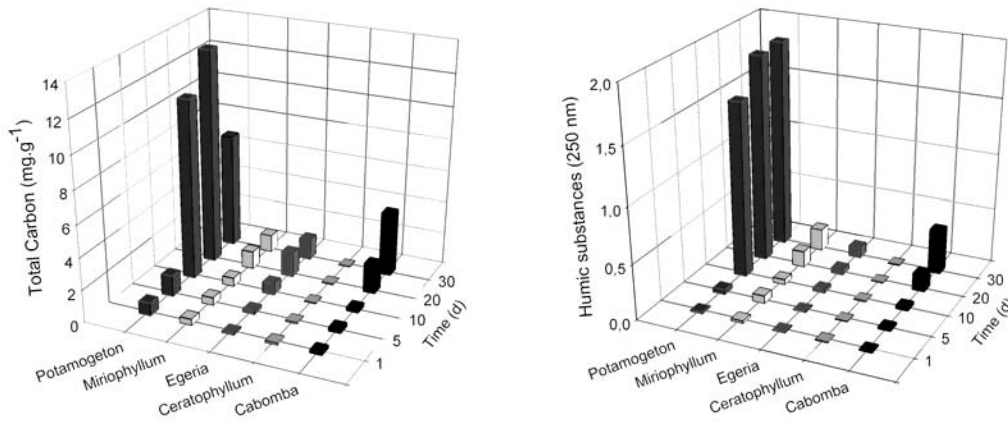 Total Carbon (mg.g-1)
14
12
10
8
6
4
2
0
Potamogeton
Miriophyllum
Egeria
Ceratophyllum
Cabomba
1
5
10
20
30
Time (d)
Humic substances (250 nm)
2,0
1,5
1,0
0,5
0,0
Potamogeton
Miriophyllum
Egeria
Ceratophyllum
Cabomba
1
5
10
20
30
Time (d)